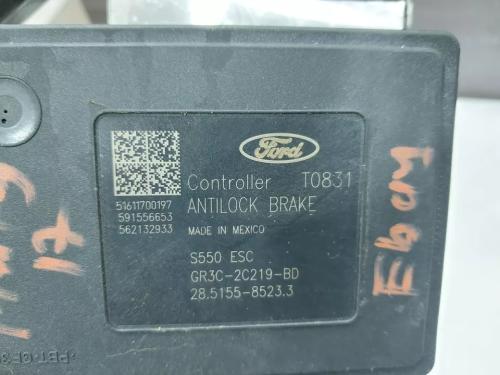 Ford
Controller T0831
ANTILOCK BRAKE
MADE IN MEXICO
51611700197
591556653
562132933
S550 ESC
GR3C-2C219-BD
28.5155-8523.3
Ebay